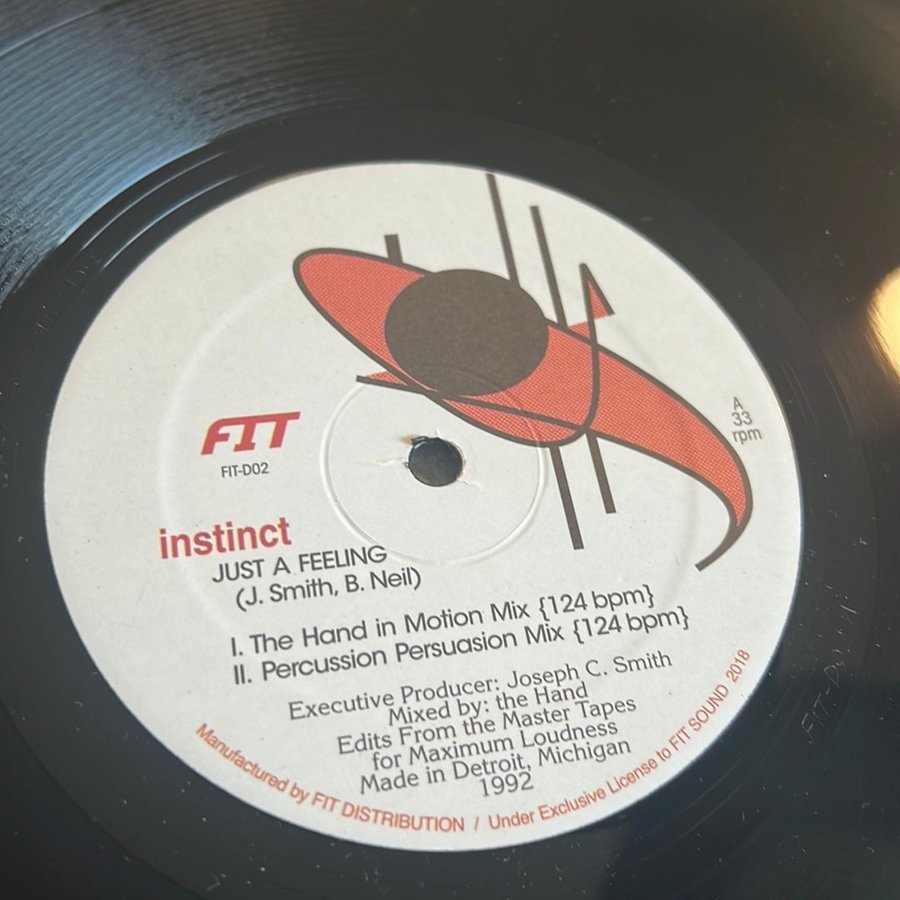 FIT
FIT-D02
A
33
rpm
instinct
JUST A FEELING
(J. Smith, B. Neil)
I. The Hand in Motion Mix {124 bpm}
II. Percussion Persuasion Mix {124 bpm}
Executive Producer: Joseph C. Smith
Mixed by: the Hand
Edits From the Master Tapes
for Maximum Loudness
Made in Detroit, Michigan
1992
Manufactured by FIT DISTRIBUTION / Under Exclusive License to FIT SOUND 2018